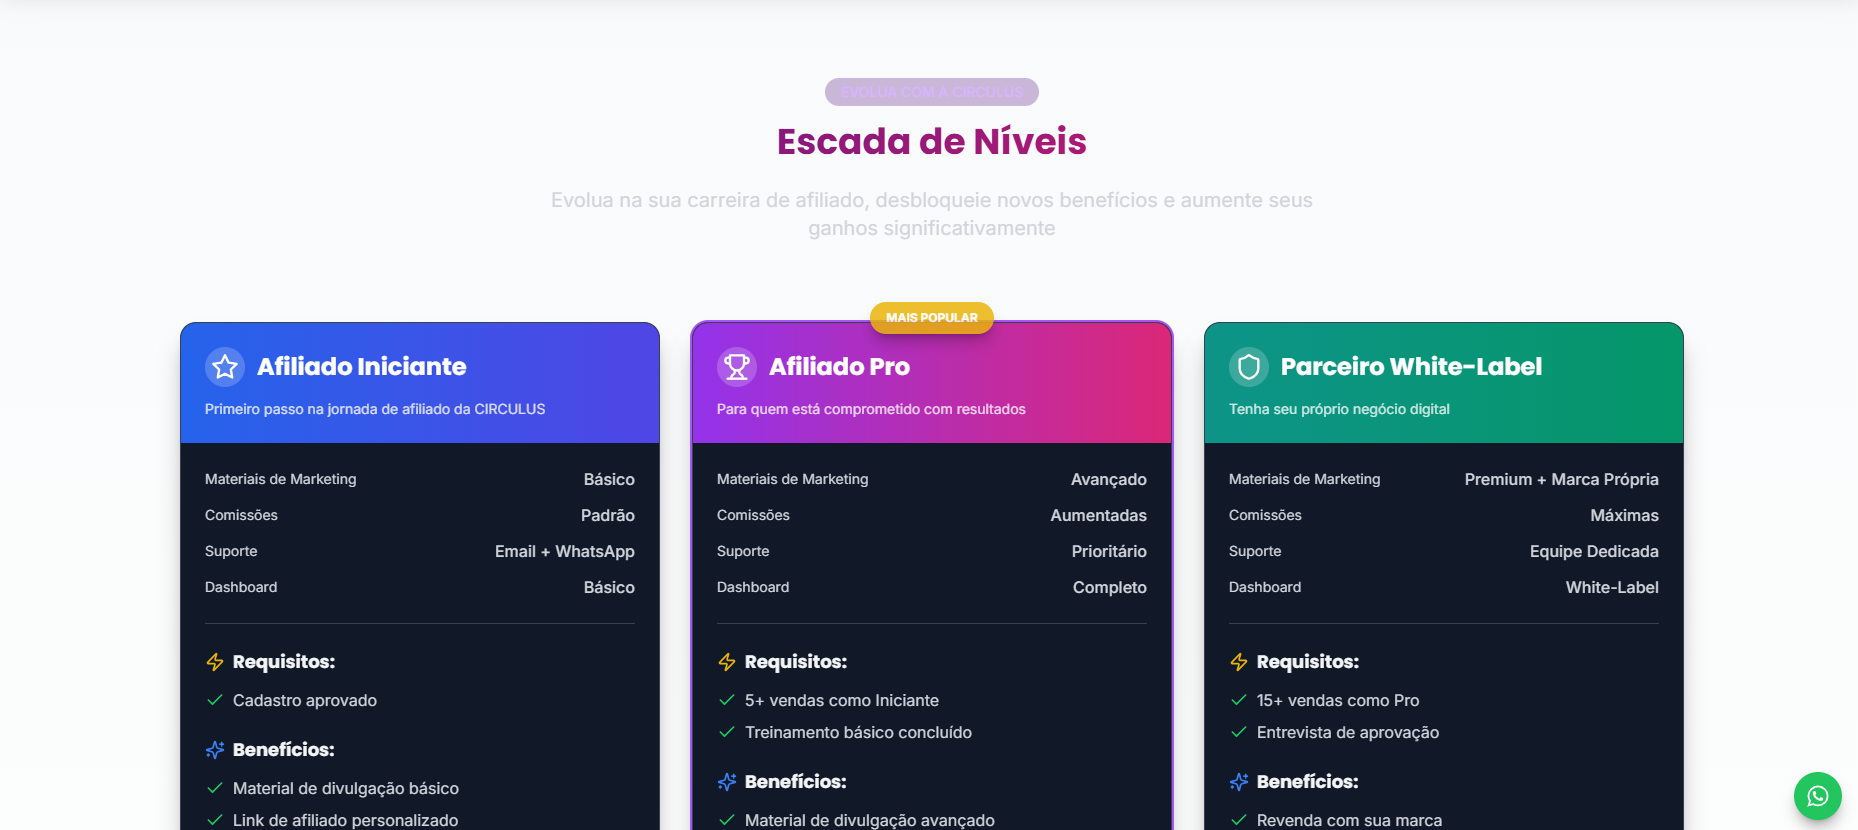 EVOLUA COM A CIRCULUS
Escada de Níveis
Evolua na sua carreira de afiliado, desbloqueie novos benefícios e aumente seus
ganhos significativamente
Afiliado Iniciante
Primeiro passo na jornada de afiliado da CIRCULUS
Materiais de Marketing Básico
Comissões Padrão
Suporte Email + WhatsApp
Dashboard Básico
Requisitos:
Cadastro aprovado
Benefícios:
Material de divulgação básico
Link de afiliado personalizado
MAIS POPULAR
Afiliado Pro
Para quem está comprometido com resultados
Materiais de Marketing Avançado
Comissões Aumentadas
Suporte Prioritário
Dashboard Completo
Requisitos:
5+ vendas como Iniciante
Treinamento básico concluído
Benefícios:
Material de divulgação avançado
Parceiro White-Label
Tenha seu próprio negócio digital
Materiais de Marketing Premium + Marca Própria
Comissões Máximas
Suporte Equipe Dedicada
Dashboard White-Label
Requisitos:
15+ vendas como Pro
Entrevista de aprovação
Benefícios:
Revenda com sua marca